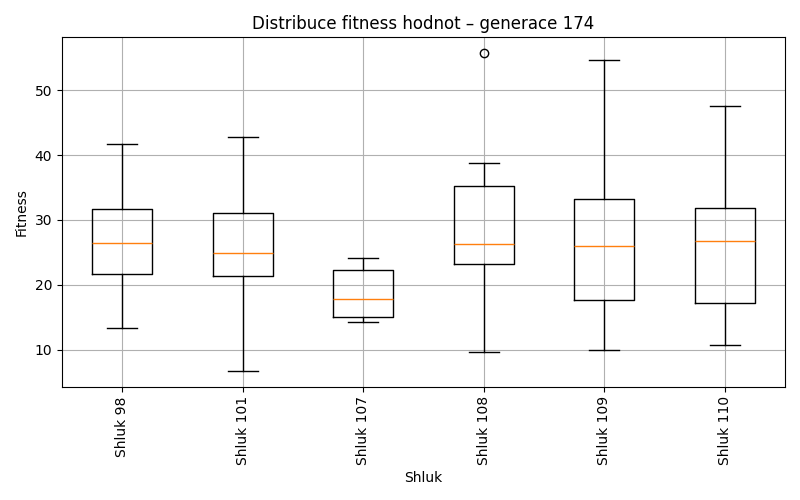 Distribuce fitness hodnot – generace 174
Fitness
50
40
30
20
10
Shluk 98
Shluk 101
Shluk 107
Shluk 108
Shluk 109
Shluk 110
Shluk